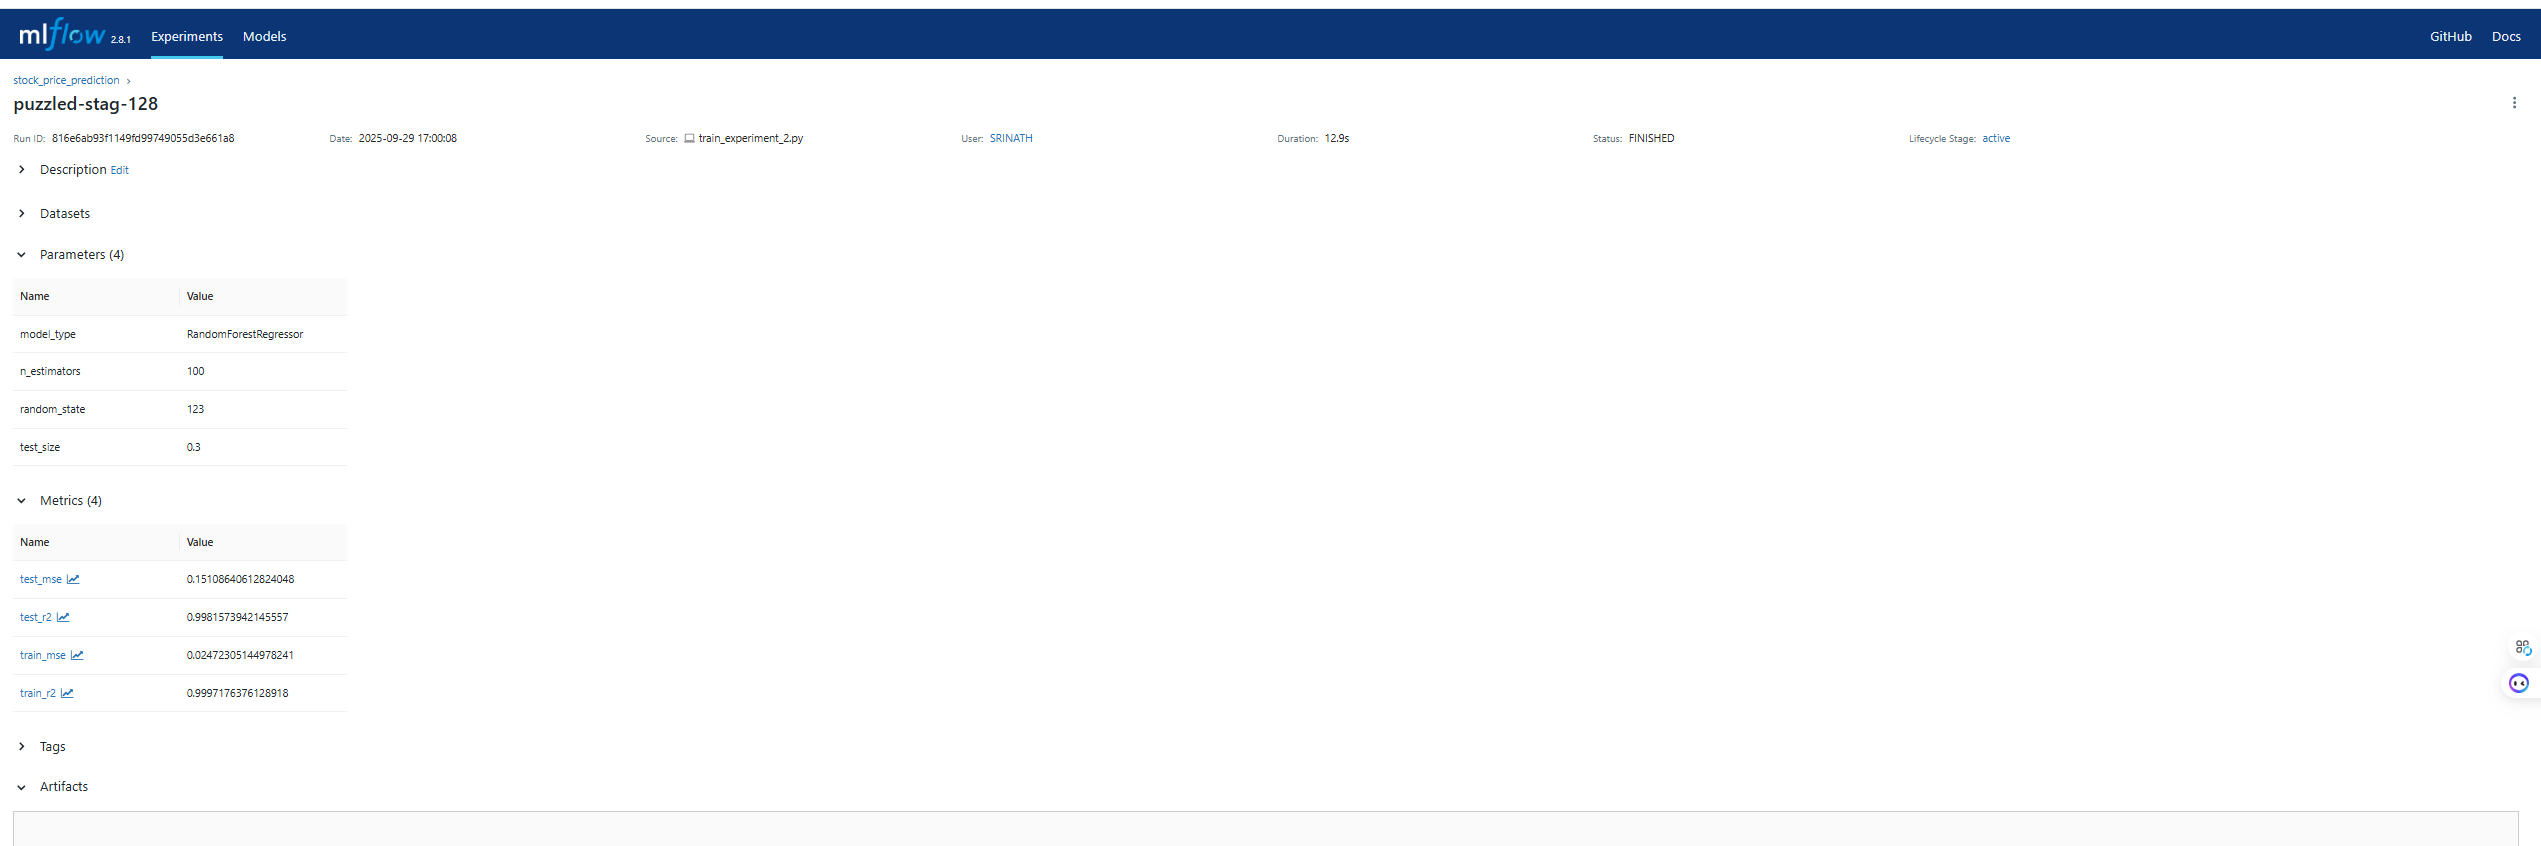 mlflow 2.8.1 Experiments Models GitHub Docs
stock_price_prediction ›
puzzled-stag-128
Run ID: 816e6ab93f1149fd99749055d3e661a8 Date: 2025-09-29 17:00:08 Source: train_experiment_2.py User: SRINATH Duration: 12.9s Status: FINISHED Lifecycle Stage: active
Description Edit
Datasets
Parameters (4)
Name Value
model_type RandomForestRegressor
n_estimators 100
random_state 123
test_size 0.3
Metrics (4)
Name Value
test_mse 0.15108640612824048
test_r2 0.9981573942145557
train_mse 0.02472305144978241
train_r2 0.9997176376128918
Tags
Artifacts